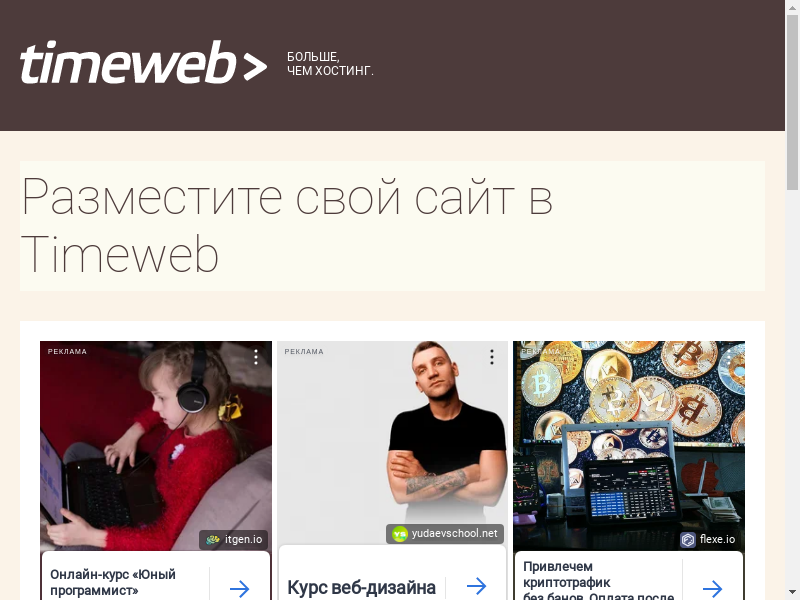 timeweb>
БОЛЬШЕ,
ЧЕМ ХОСТИНГ.
Разместите свой сайт в
Timeweb
РЕКЛАМА
itgen.io
Онлайн-курс «Юный
программист»
РЕКЛАМА
yudaevschool.net
Курс веб-дизайна
РЕКЛАМА
flexe.io
Привлечем
криптотрафик
без банов. Оплата после